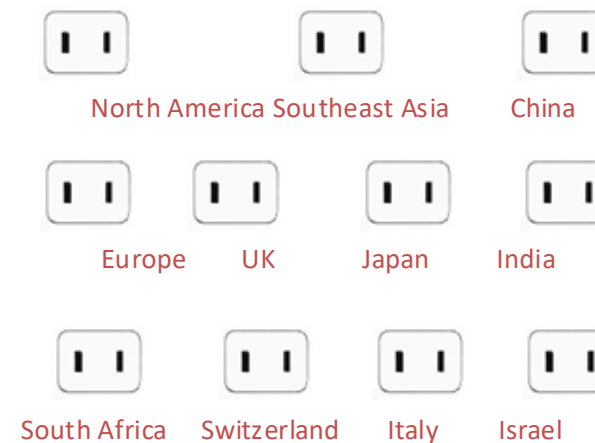 North America Southeast Asia China
Europe UK Japan India
South Africa Switzerland Italy Israel